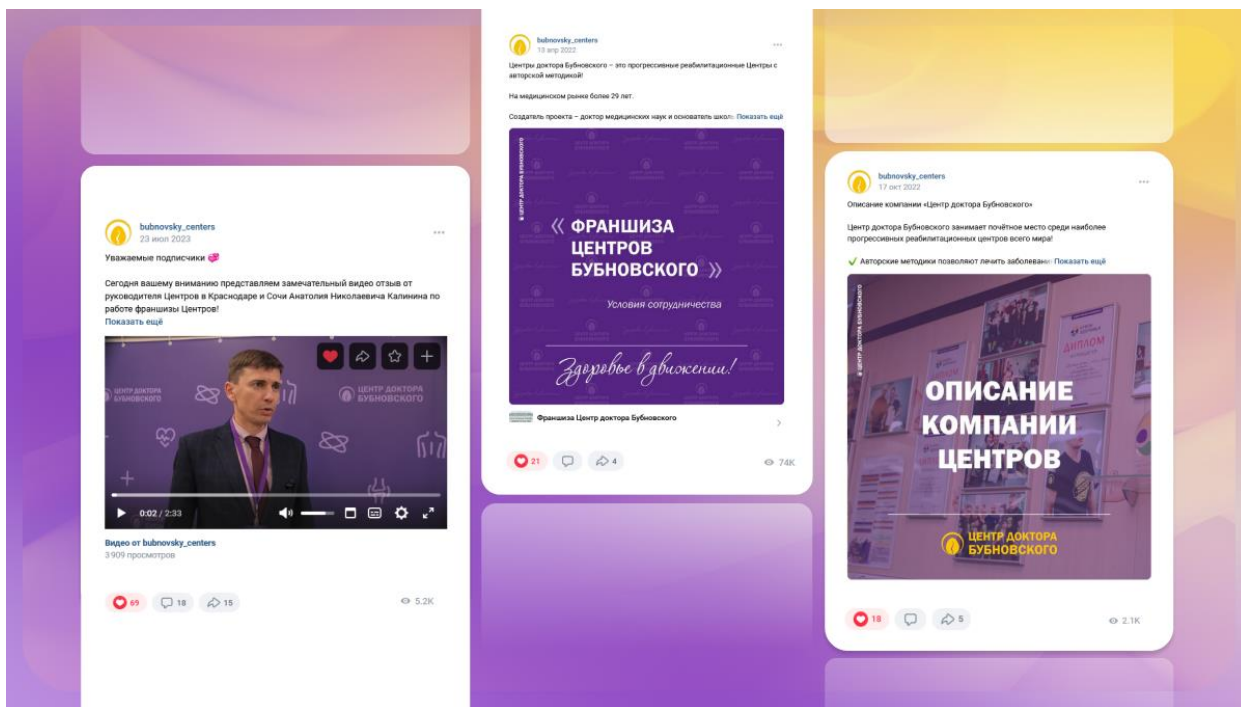 bubnovsky_centers
23 июл 2023
Уважаемые подписчики 💞
Сегодня вашему вниманию представляем замечательный видео отзыв от
руководителя Центров в Краснодаре и Сочи Анатолия Николаевича Калинина по
работе франшизы Центров!
Показать ещё
ЦЕНТР ДОКТОРА
БУБНОВСКОГО
ЦЕНТР ДОКТОРА
БУБНОВСКОГО
0:02 / 2:33
Видео от bubnovsky_centers
3 909 просмотров
69
18
15
5.2K
bubnovsky_centers
13 апр 2022
Центры доктора Бубновского – это прогрессивные реабилитационные Центры с
авторской методикой!
На медицинском рынке более 29 лет.
Создатель проекта – доктор медицинских наук и основатель школ Показать ещё
ЦЕНТР ДОКТОРА БУБНОВСКОГО
« ФРАНШИЗА
ЦЕНТРОВ
БУБНОВСКОГО »
Условия сотрудничества
Здоровье в движении!
Франшиза Центр доктора Бубновского
21
4
74K
bubnovsky_centers
17 окт 2022
Описание компании «Центр доктора Бубновского»
Центр доктора Бубновского занимает почётное место среди наиболее
прогрессивных реабилитационных центров всего мира!
✔ Авторские методики позволяют лечить заболевани Показать ещё
ЦЕНТР ДОКТОРА БУБНОВСКОГО
ДИПЛОМ
ОПИСАНИЕ
КОМПАНИИ
ЦЕНТРОВ
ЦЕНТР ДОКТОРА
БУБНОВСКОГО
18
5
2.1K